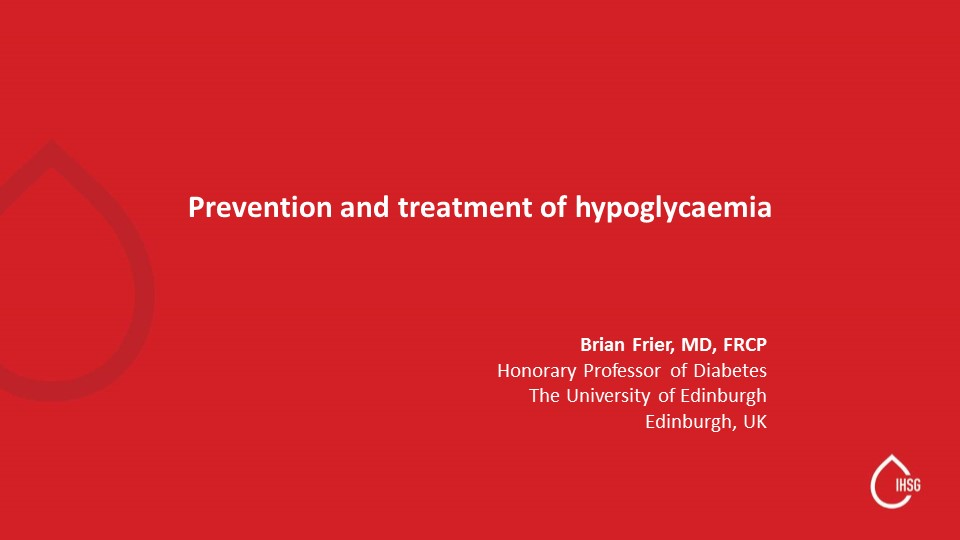 Prevention and treatment of hypoglycaemia
Brian Frier, MD, FRCP
Honorary Professor of Diabetes
The University of Edinburgh
Edinburgh, UK
IHSG